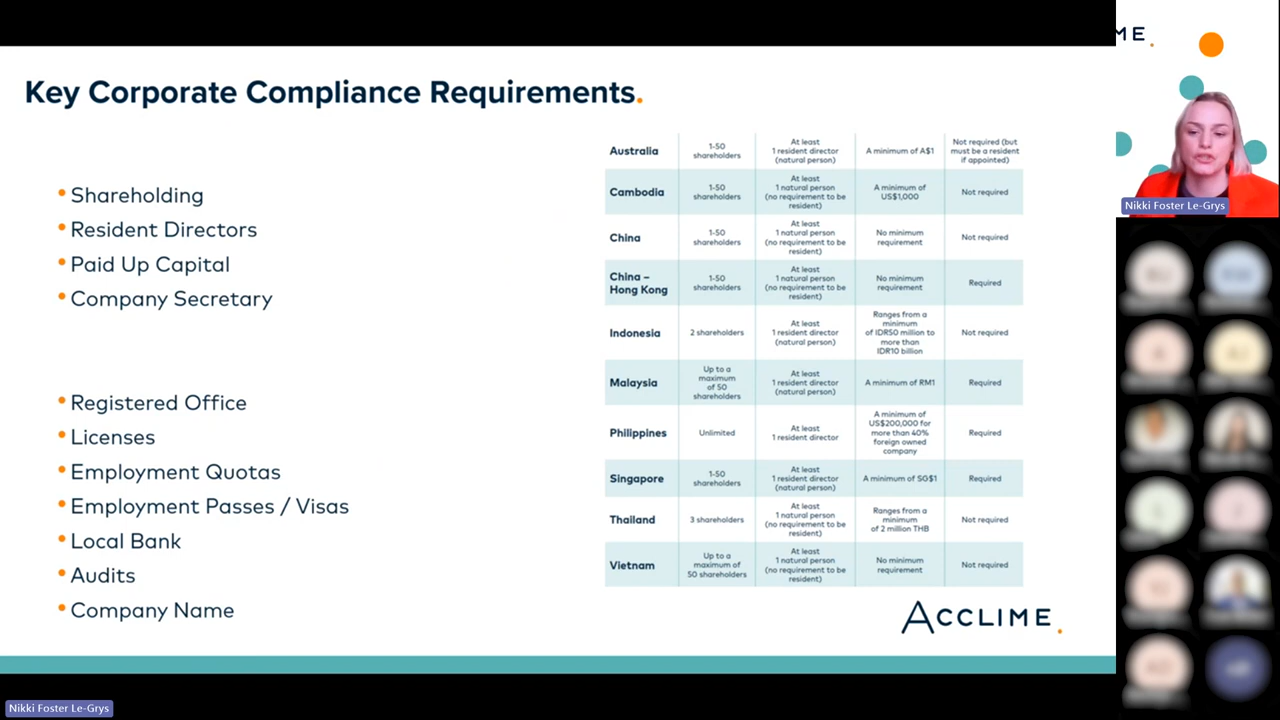 Key Corporate Compliance Requirements.
• Shareholding
• Resident Directors
• Paid Up Capital
• Company Secretary
• Registered Office
• Licenses
• Employment Quotas
• Employment Passes / Visas
• Local Bank
• Audits
• Company Name
Australia
1-50
shareholders
At least
1 resident director
(natural person)
A minimum of A$1
Not required (but
must be a resident
if appointed)
Cambodia
1-50
shareholders
At least
1 natural person
(no requirement to be
resident)
A minimum of
US$1,000
Not required
China
1-50
shareholders
At least
1 natural person
(no requirement to be
resident)
No minimum
requirement
Not required
China –
Hong Kong
1-50
shareholders
At least
1 natural person
(no requirement to be
resident)
No minimum
requirement
Required
Indonesia
2 shareholders
At least
1 resident director
(natural person)
Ranges from a
minimum
of IDR50 million to
more than
IDR10 billion
Not required
Malaysia
Up to a
maximum
of 50
shareholders
At least
1 resident director
(natural person)
A minimum of RM1
Required
Philippines
Unlimited
At least
1 resident director
A minimum of
US$200,000 for
more than 40%
foreign owned
company
Required
Singapore
1-50
shareholders
At least
1 resident director
(natural person)
A minimum of SG$1
Required
Thailand
3 shareholders
At least
1 natural person
(no requirement to be
resident)
Ranges from a
minimum
of 2 million THB
Not required
Vietnam
Up to a
maximum of
50 shareholders
At least
1 natural person
(no requirement to be
resident)
No minimum
requirement
Not required
ACCLIME.
ME.
Nikki Foster Le-Grys
Nikki Foster Le-Grys